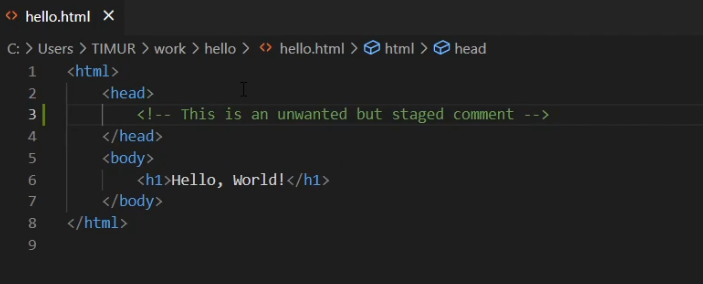 hello.html
C: > Users > TIMUR > work > hello > hello.html > html > head
1 <html>
2 <head>
3 <!-- This is an unwanted but staged comment -->
4 </head>
5 <body>
6 <h1>Hello, World!</h1>
7 </body>
8 </html>
9